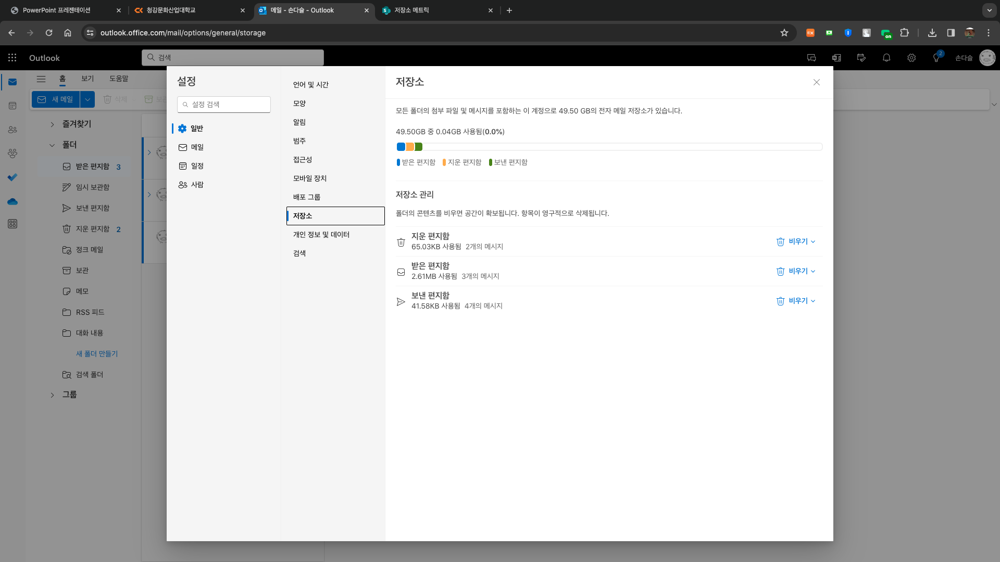 PowerPoint 프레젠테이션
청강문화산업대학교
메일 - 손다슬 - Outlook
저장소 메트릭
outlook.office.com/mail/options/general/storage
on
Outlook
검색
2
손다슬
홈
보기
도움말
새 메일
삭제
즐겨찾기
폴더
받은 편지함 3
임시 보관함
보낸 편지함
지운 편지함 2
정크 메일
보관
메모
RSS 피드
대화 내용
새 폴더 만들기
검색 폴더
그룹
설정
설정 검색
일반
메일
일정
사람
언어 및 시간
모양
알림
범주
접근성
모바일 장치
배포 그룹
저장소
개인 정보 및 데이터
검색
저장소
모든 폴더의 첨부 파일 및 메시지를 포함하는 이 계정으로 49.50 GB의 전자 메일 저장소가 있습니다.
49.50GB 중 0.04GB 사용됨(0.0%)
받은 편지함 지운 편지함 보낸 편지함
저장소 관리
폴더의 콘텐츠를 비우면 공간이 확보됩니다. 항목이 영구적으로 삭제됩니다.
지운 편지함
65.03KB 사용됨 2개의 메시지
비우기
받은 편지함
2.61MB 사용됨 3개의 메시지
비우기
보낸 편지함
41.58KB 사용됨 4개의 메시지
비우기